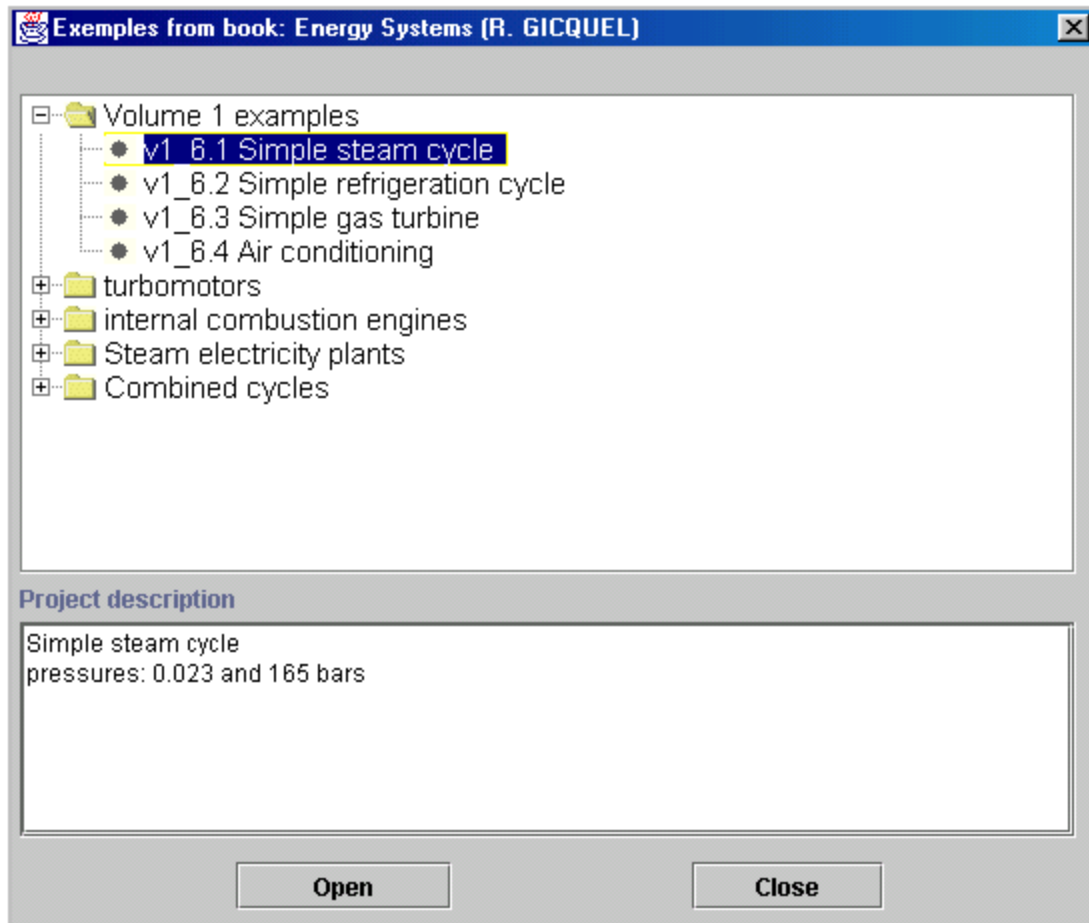 Exemples from book: Energy Systems (R. GICQUEL)
Volume 1 examples
v1_6.1 Simple steam cycle
v1_6.2 Simple refrigeration cycle
v1_6.3 Simple gas turbine
v1_6.4 Air conditioning
turbomotors
internal combustion engines
Steam electricity plants
Combined cycles
Project description
Simple steam cycle
pressures: 0.023 and 165 bars
Open Close